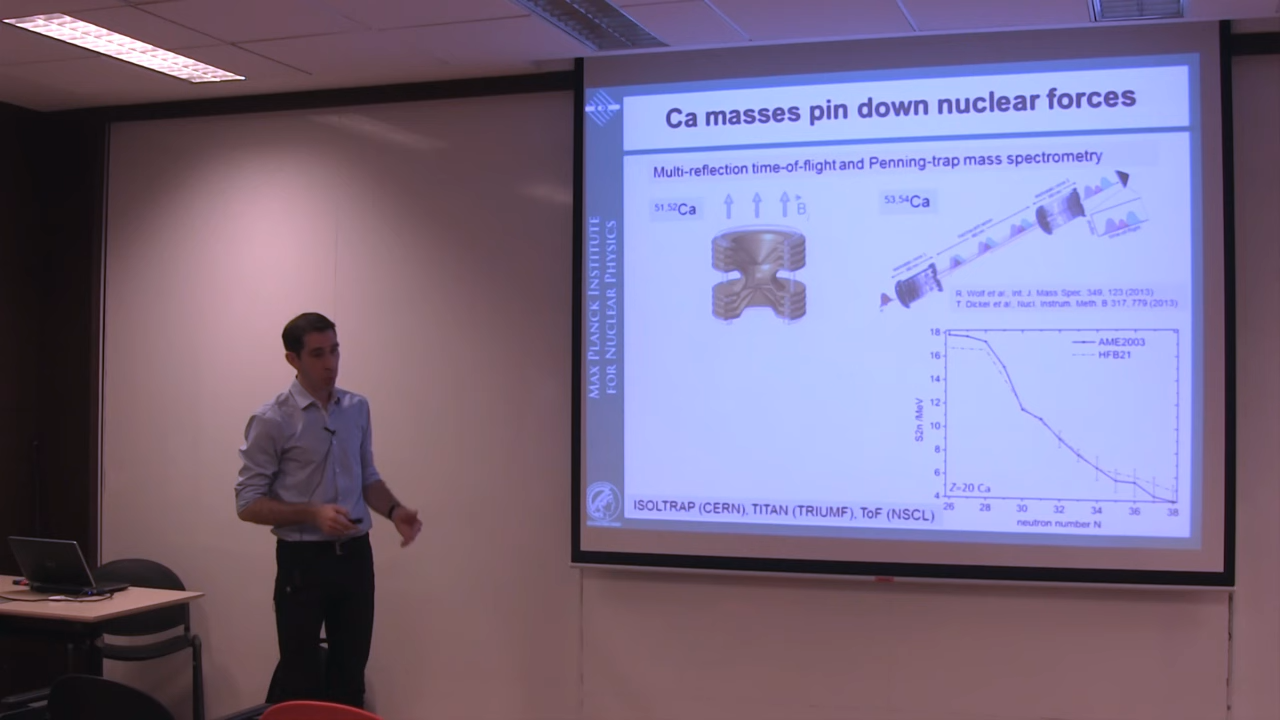 Ca masses pin down nuclear forces
Multi-reflection time-of-flight and Penning-trap mass spectrometry
51,52Ca
B
53,54Ca
R. Wolf et al., Int. J. Mass Spec. 349, 123 (2013)
T. Dickel et al., Nucl. Instrum. Meth. B 317, 779 (2013)
MAX PLANCK INSTITUTE
FOR NUCLEAR PHYSICS
18
16
14
12
10
8
6
4
S2n /MeV
AME2003
HFB21
Z=20 Ca
26 28 30 32 34 36 38
neutron number N
ISOLTRAP (CERN), TITAN (TRIUMF), ToF (NSCL)